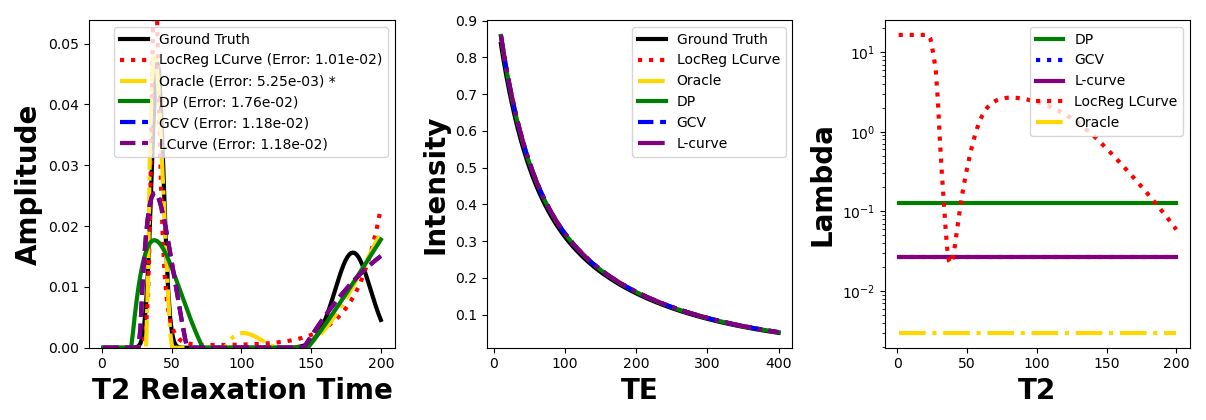 Amplitude
0.05
0.04
0.03
0.02
0.01
0.00
Ground Truth
LocReg LCurve (Error: 1.01e-02)
Oracle (Error: 5.25e-03) *
DP (Error: 1.76e-02)
GCV (Error: 1.18e-02)
LCurve (Error: 1.18e-02)
0 50 100 150 200
T2 Relaxation Time
Intensity
0.9
0.8
0.7
0.6
0.5
0.4
0.3
0.2
0.1
Ground Truth
LocReg LCurve
Oracle
DP
GCV
L-curve
0 100 200 300 400
TE
Lambda
10¹
10⁰
10⁻¹
10⁻²
DP
GCV
L-curve
LocReg LCurve
Oracle
0 50 100 150 200
T2